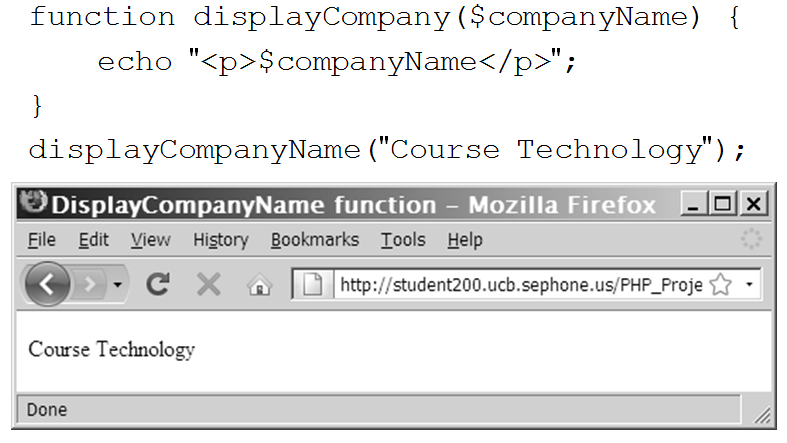 function displayCompany($companyName) {
    echo "<p>$companyName</p>";
}
displayCompanyName("Course Technology");
DisplayCompanyName function – Mozilla Firefox
File Edit View History Bookmarks Tools Help
http://student200.ucb.sephone.us/PHP_Proje
Course Technology
Done